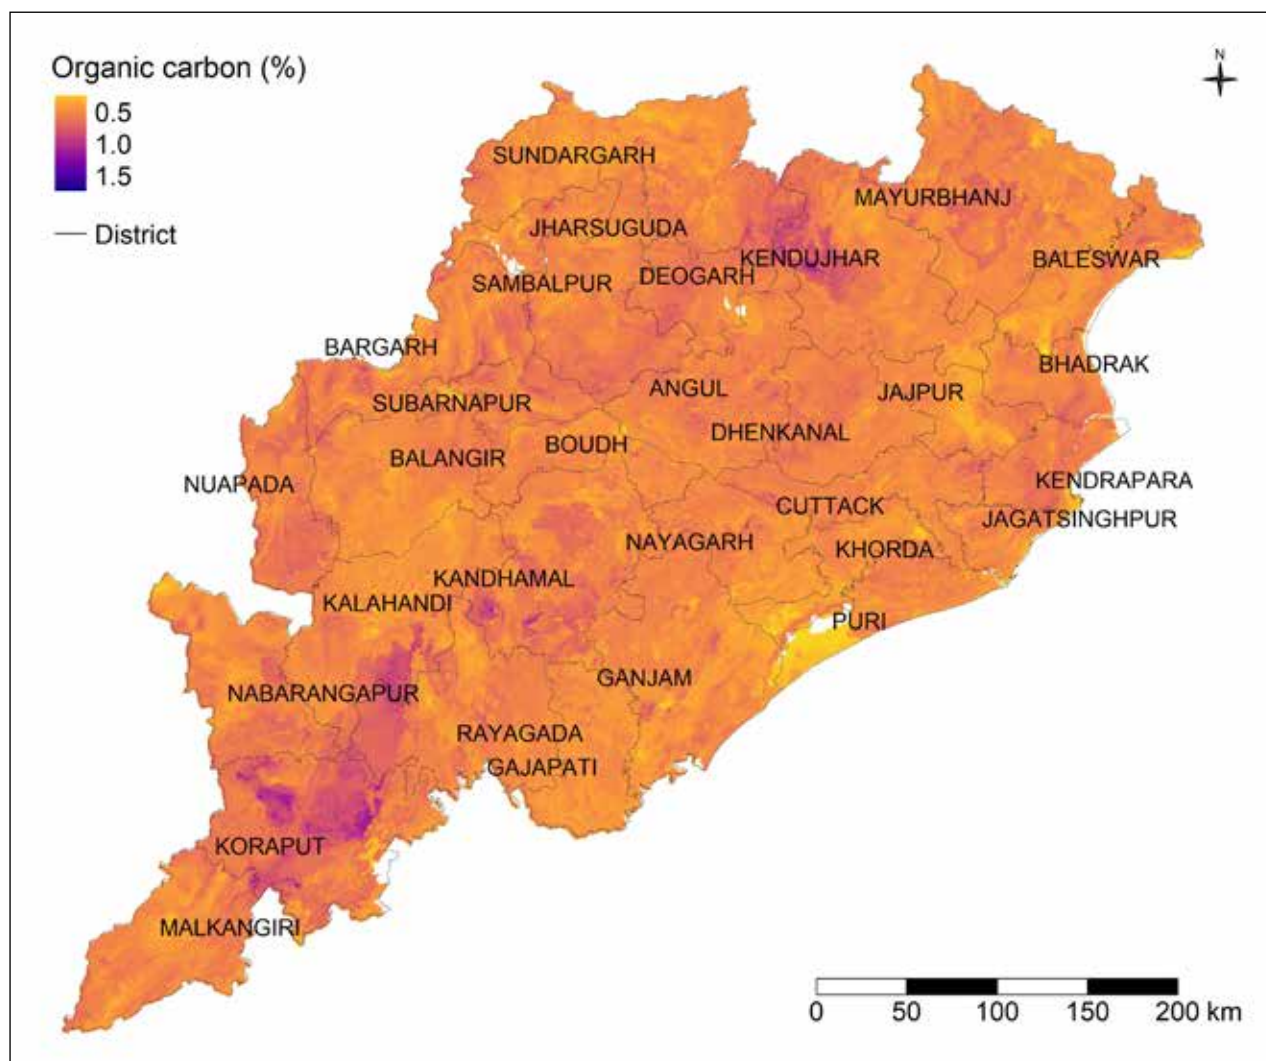 N
Organic carbon (%)
0.5
1.0
1.5
District
SUNDARGARH
MAYURBHANJ
JHARSUGUDA
KENDUJHAR
BALESWAR
DEOGARH
SAMBALPUR
BARGARH
BHADRAK
ANGUL
JAJPUR
SUBARNAPUR
DHENKANAL
BOUDH
BALANGIR
NUAPADA
KENDRAPARA
CUTTACK
JAGATSINGHPUR
NAYAGARH
KHORDA
KANDHAMAL
KALAHANDI
PURI
GANJAM
NABARANGAPUR
RAYAGADA
GAJAPATI
KORAPUT
MALKANGIRI
0 50 100 150 200 km